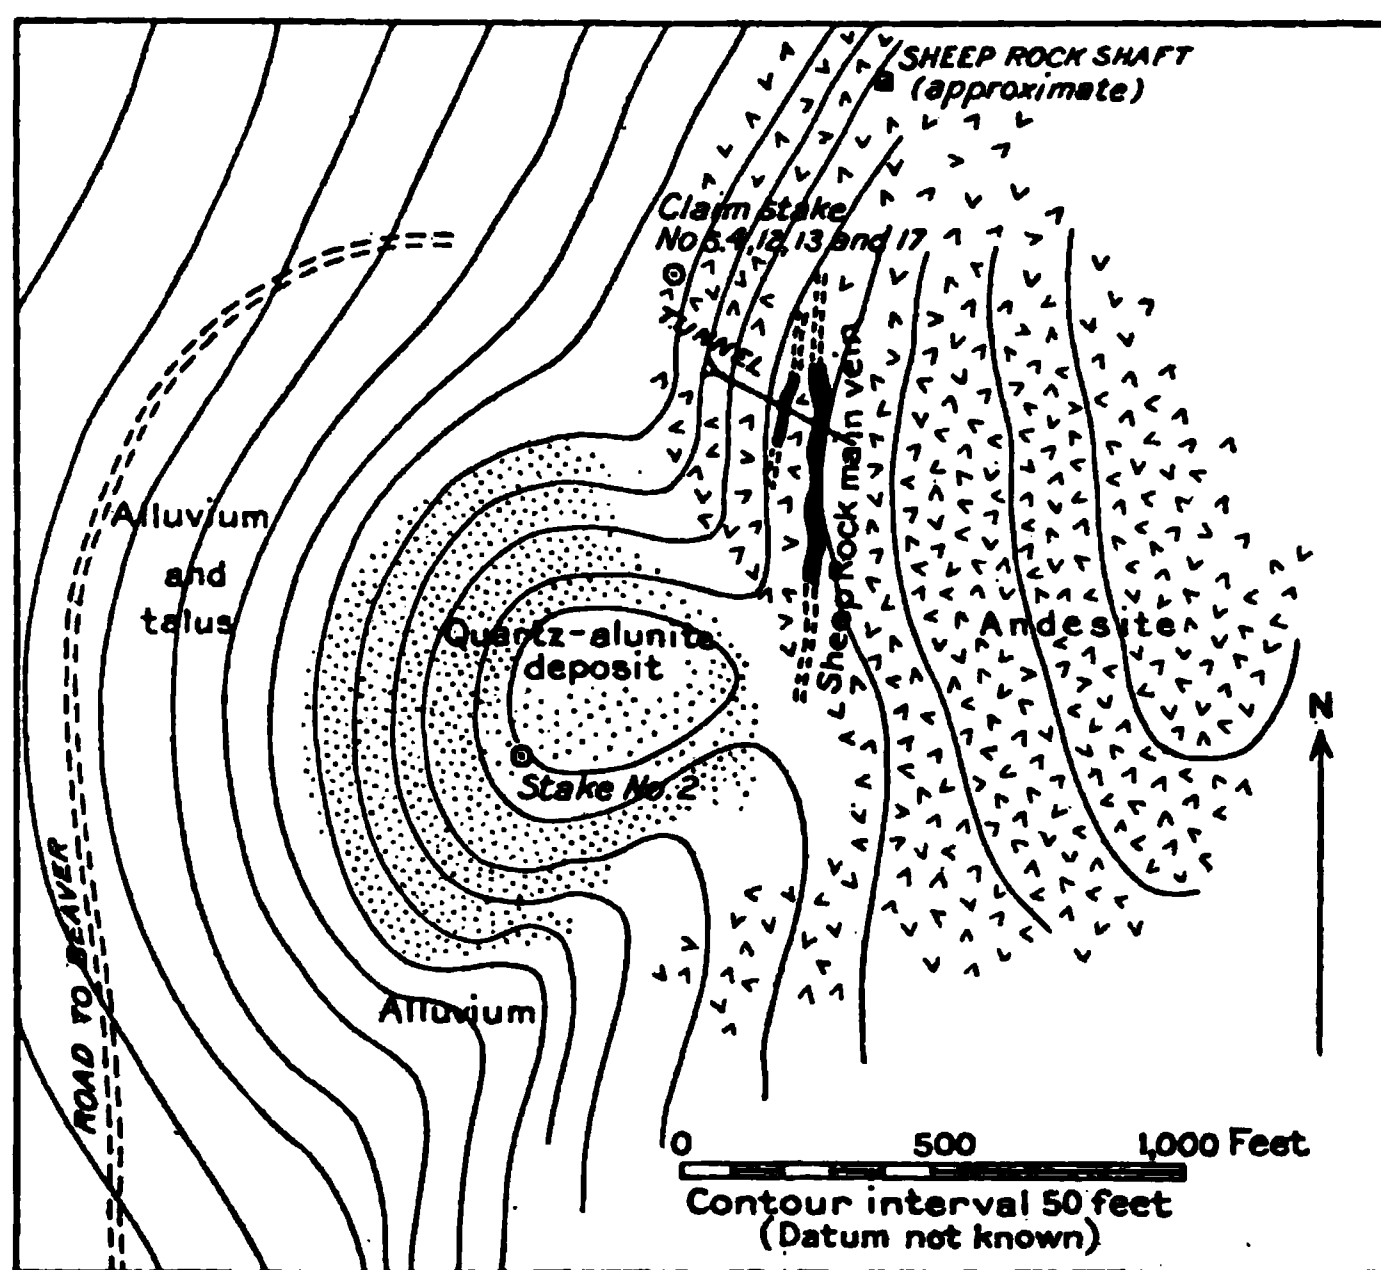 SHEEP ROCK SHAFT
(approximate)
Claim stake
No s.4, 12, 13 and 17
TUNNEL
Sheep Rock main vein
Alluvium
and
talus
Quartz-alunite
deposit
Andesite
Stake No. 2
N
ROAD TO BEAVER
Alluvium
0 500 1,000 Feet
Contour interval 50 feet
(Datum not known)